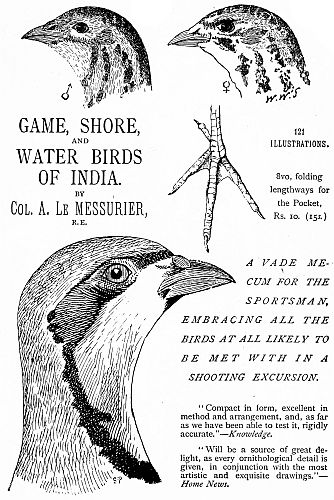 ♂
♀
W.W.S
GAME, SHORE,
AND
WATER BIRDS
OF INDIA.
BY
COL. A. LE MESSURIER,
R.E.
121
ILLUSTRATIONS.
8vo, folding
lengthways for
the Pocket,
Rs. 10. (15s.)
A VADE ME-
CUM FOR THE
SPORTSMAN,
EMBRACING ALL THE
BIRDS AT ALL LIKELY TO
BE MET WITH IN A
SHOOTING EXCURSION.
"Compact in form, excellent in
method and arrangement, and, as far
as we have been able to test it, rigidly
accurate."—Knowledge.
"Will be a source of great de-
light, as every ornithological detail is
given, in conjunction with the most
artistic and exquisite drawings."—
Home News.